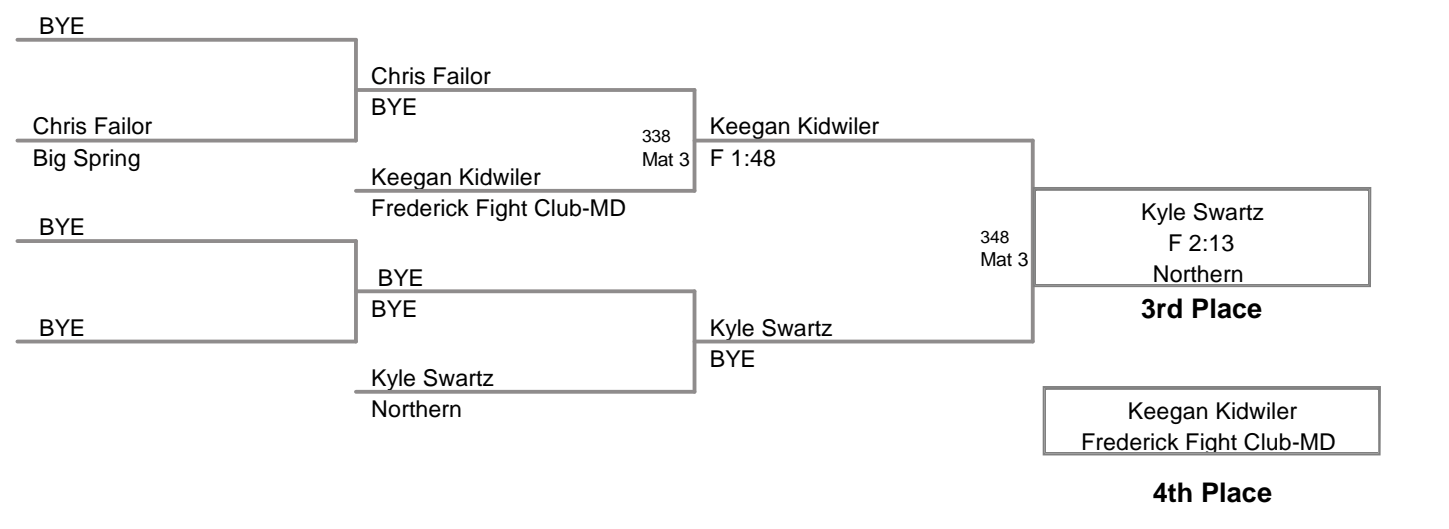 BYE
Chris Failor
BYE
Chris Failor
Big Spring
338
Mat 3
Keegan Kidwiler
F 1:48
Keegan Kidwiler
Frederick Fight Club-MD
BYE
348
Mat 3
Kyle Swartz
F 2:13
Northern
3rd Place
BYE
BYE
BYE
Kyle Swartz
BYE
Kyle Swartz
Northern
Keegan Kidwiler
Frederick Fight Club-MD
4th Place